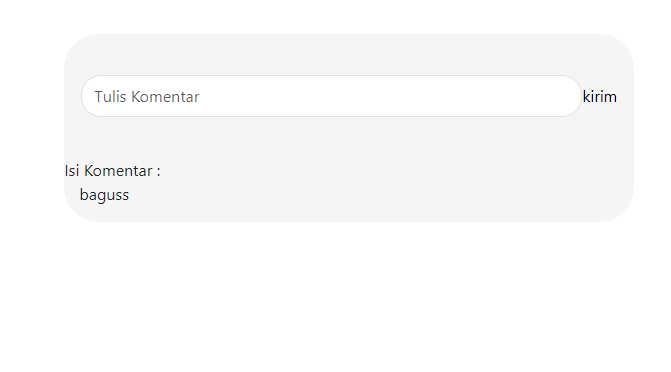 Tulis Komentar kirim
Isi Komentar :
baguss